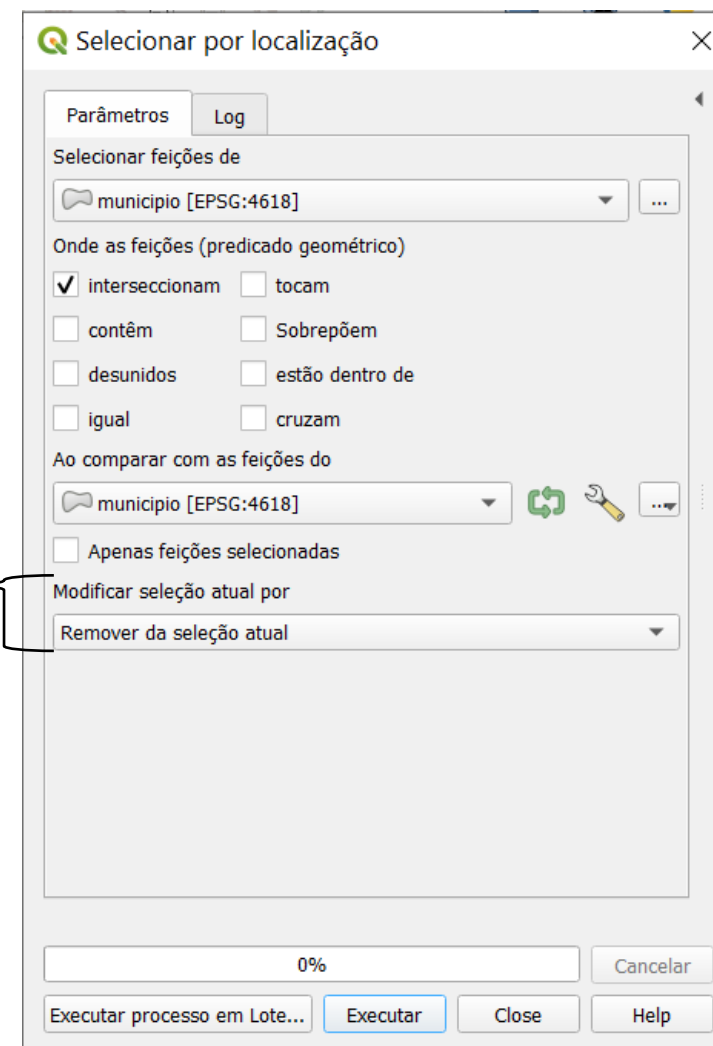 Selecionar por localização
Parâmetros Log
Selecionar feições de
municipio [EPSG:4618] ...
Onde as feições (predicado geométrico)
interseccionam tocam
contêm Sobrepõem
desunidos estão dentro de
igual cruzam
Ao comparar com as feições do
municipio [EPSG:4618] ...
Apenas feições selecionadas
Modificar seleção atual por
Remover da seleção atual
0% Cancelar
Executar processo em Lote... Executar Close Help